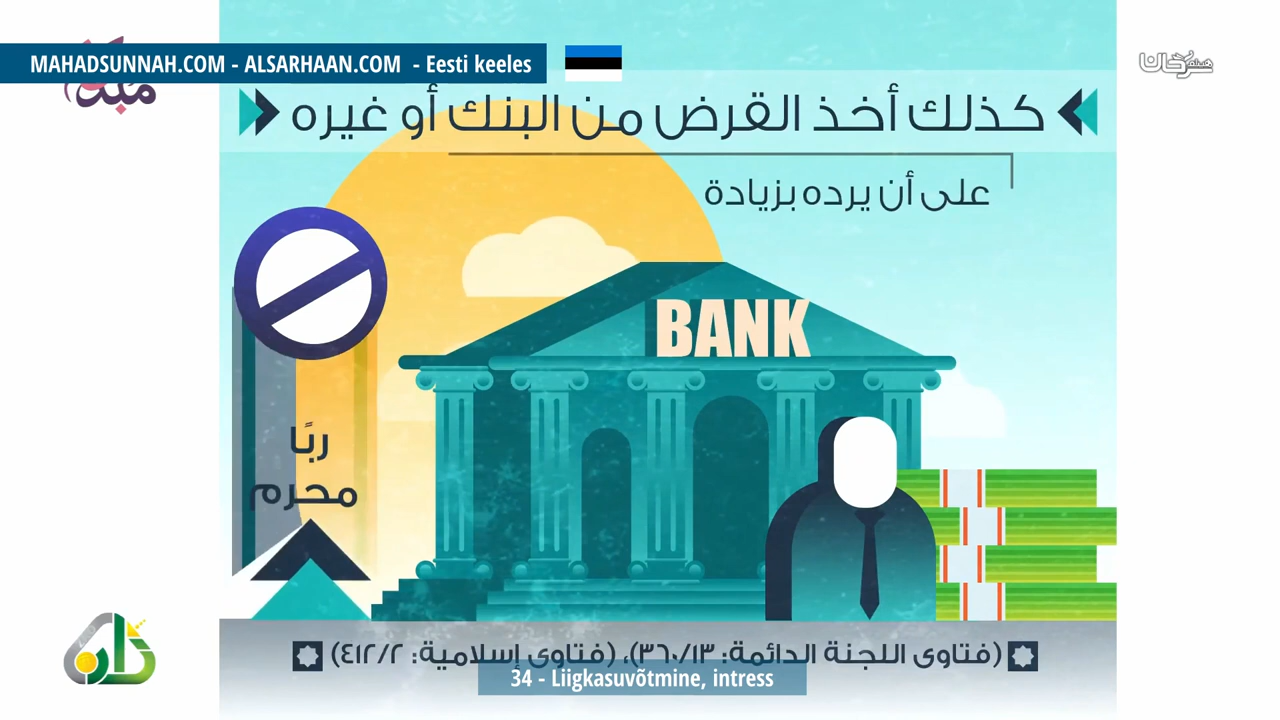 MAHADSUNNAH.COM - ALSARHAAN.COM - Eesti keeles
كذلك أخذ القرض من البنك أو غيره
على أن يرده بزيادة
BANK
ربًا
محرم
(فتاوى اللجنة الدائمة: ٣٦٠/١٣)، (فتاوى إسلامية: ٤١٢/٢)
34 - Liigkasuvõtmine, intress